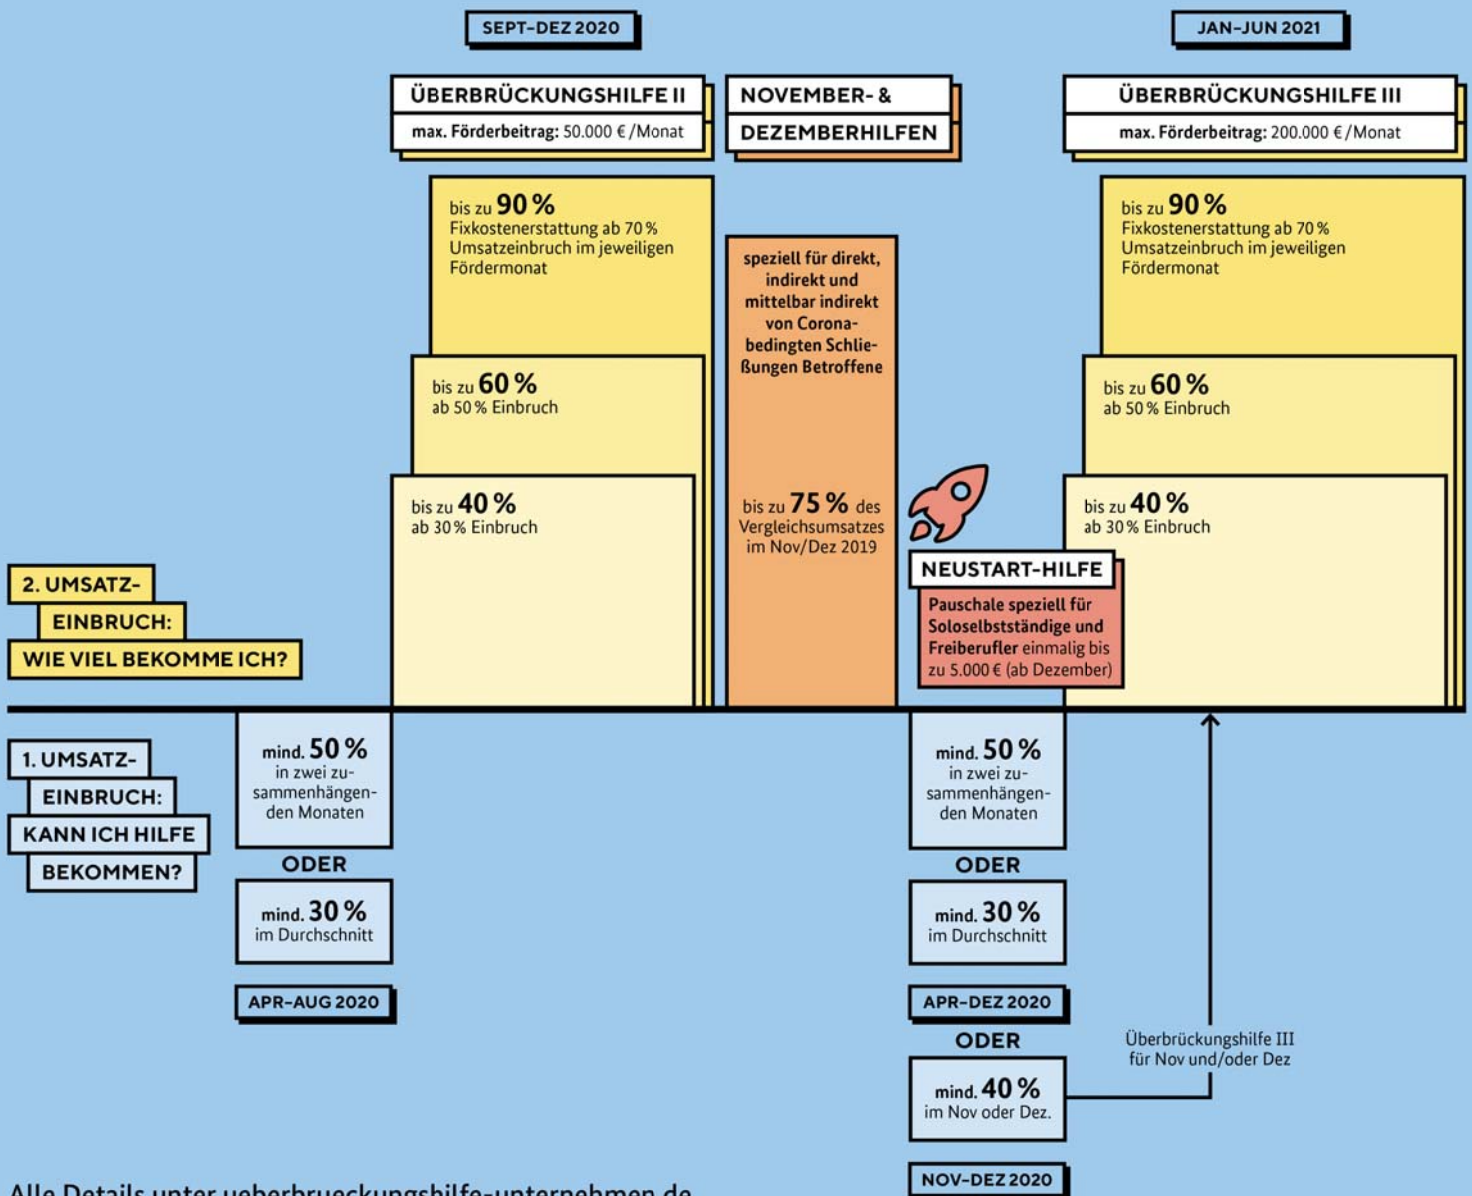 SEPT–DEZ 2020
JAN–JUN 2021
ÜBERBRÜCKUNGSHILFE II
max. Förderbeitrag: 50.000 €/Monat
NOVEMBER- &
DEZEMBERHILFEN
ÜBERBRÜCKUNGSHILFE III
max. Förderbeitrag: 200.000 €/Monat
bis zu 90 %
Fixkostenerstattung ab 70 %
Umsatzeinbruch im jeweiligen
Fördermonat
bis zu 60 %
ab 50 % Einbruch
bis zu 40 %
ab 30 % Einbruch
speziell für direkt,
indirekt und
mittelbar indirekt
von Corona-
bedingten Schlie-
ßungen Betroffene
bis zu 75 % des
Vergleichsumsatzes
im Nov/Dez 2019
bis zu 90 %
Fixkostenerstattung ab 70 %
Umsatzeinbruch im jeweiligen
Fördermonat
bis zu 60 %
ab 50 % Einbruch
bis zu 40 %
ab 30 % Einbruch
NEUSTART-HILFE
Pauschale speziell für
Soloselbstständige und
Freiberufler einmalig bis
zu 5.000 € (ab Dezember)
2. UMSATZ-
EINBRUCH:
WIE VIEL BEKOMME ICH?
1. UMSATZ-
EINBRUCH:
KANN ICH HILFE
BEKOMMEN?
mind. 50 %
in zwei zu-
sammenhängen-
den Monaten
ODER
mind. 30 %
im Durchschnitt
APR–AUG 2020
mind. 50 %
in zwei zu-
sammenhängen-
den Monaten
ODER
mind. 30 %
im Durchschnitt
APR–DEZ 2020
ODER
mind. 40 %
im Nov oder Dez.
NOV–DEZ 2020
Überbrückungshilfe III
für Nov und/oder Dez
Alle Details unter ueberbrueckungshilfe-unternehmen.de